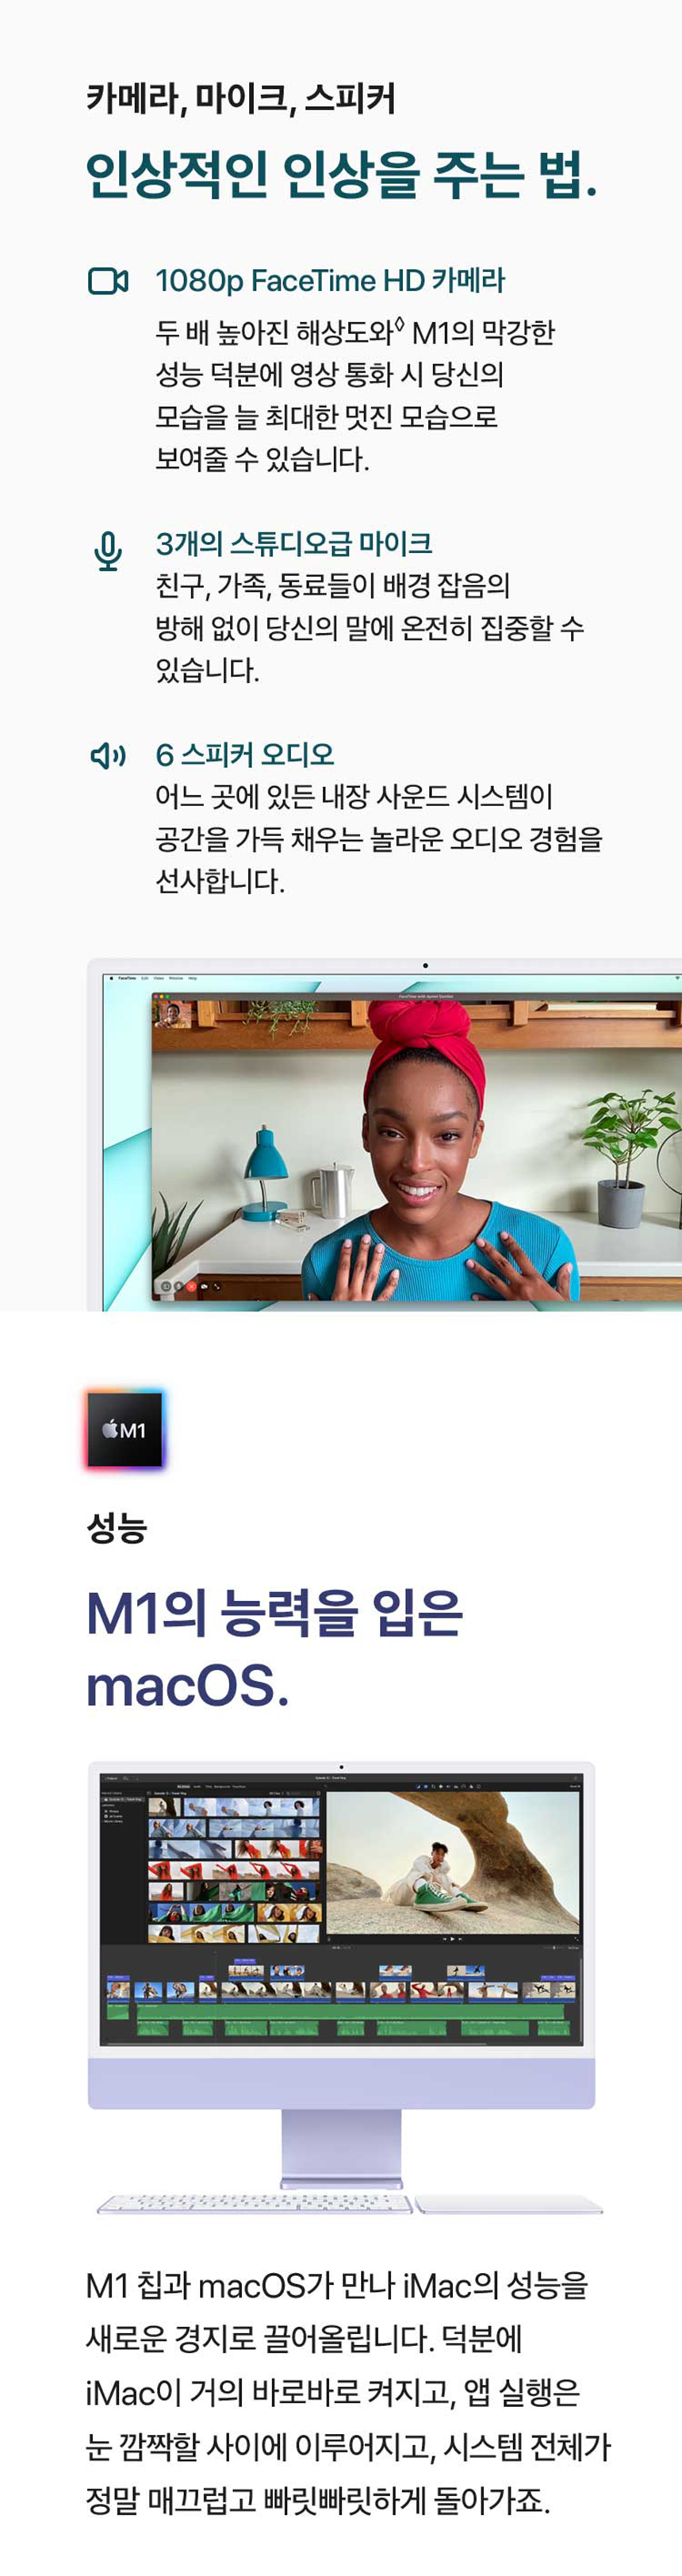 카메라, 마이크, 스피커
인상적인 인상을 주는 법.
1080p FaceTime HD 카메라
두 배 높아진 해상도와◊ M1의 막강한
성능 덕분에 영상 통화 시 당신의
모습을 늘 최대한 멋진 모습으로
보여줄 수 있습니다.
3개의 스튜디오급 마이크
친구, 가족, 동료들이 배경 잡음의
방해 없이 당신의 말에 온전히 집중할 수
있습니다.
6 스피커 오디오
어느 곳에 있든 내장 사운드 시스템이
공간을 가득 채우는 놀라운 오디오 경험을
선사합니다.
FaceTime Edit Video Window Help
M1
성능
M1의 능력을 입은
macOS.
M1 칩과 macOS가 만나 iMac의 성능을
새로운 경지로 끌어올립니다. 덕분에
iMac이 거의 바로바로 켜지고, 앱 실행은
눈 깜짝할 사이에 이루어지고, 시스템 전체가
정말 매끄럽고 빠릿빠릿하게 돌아가죠.